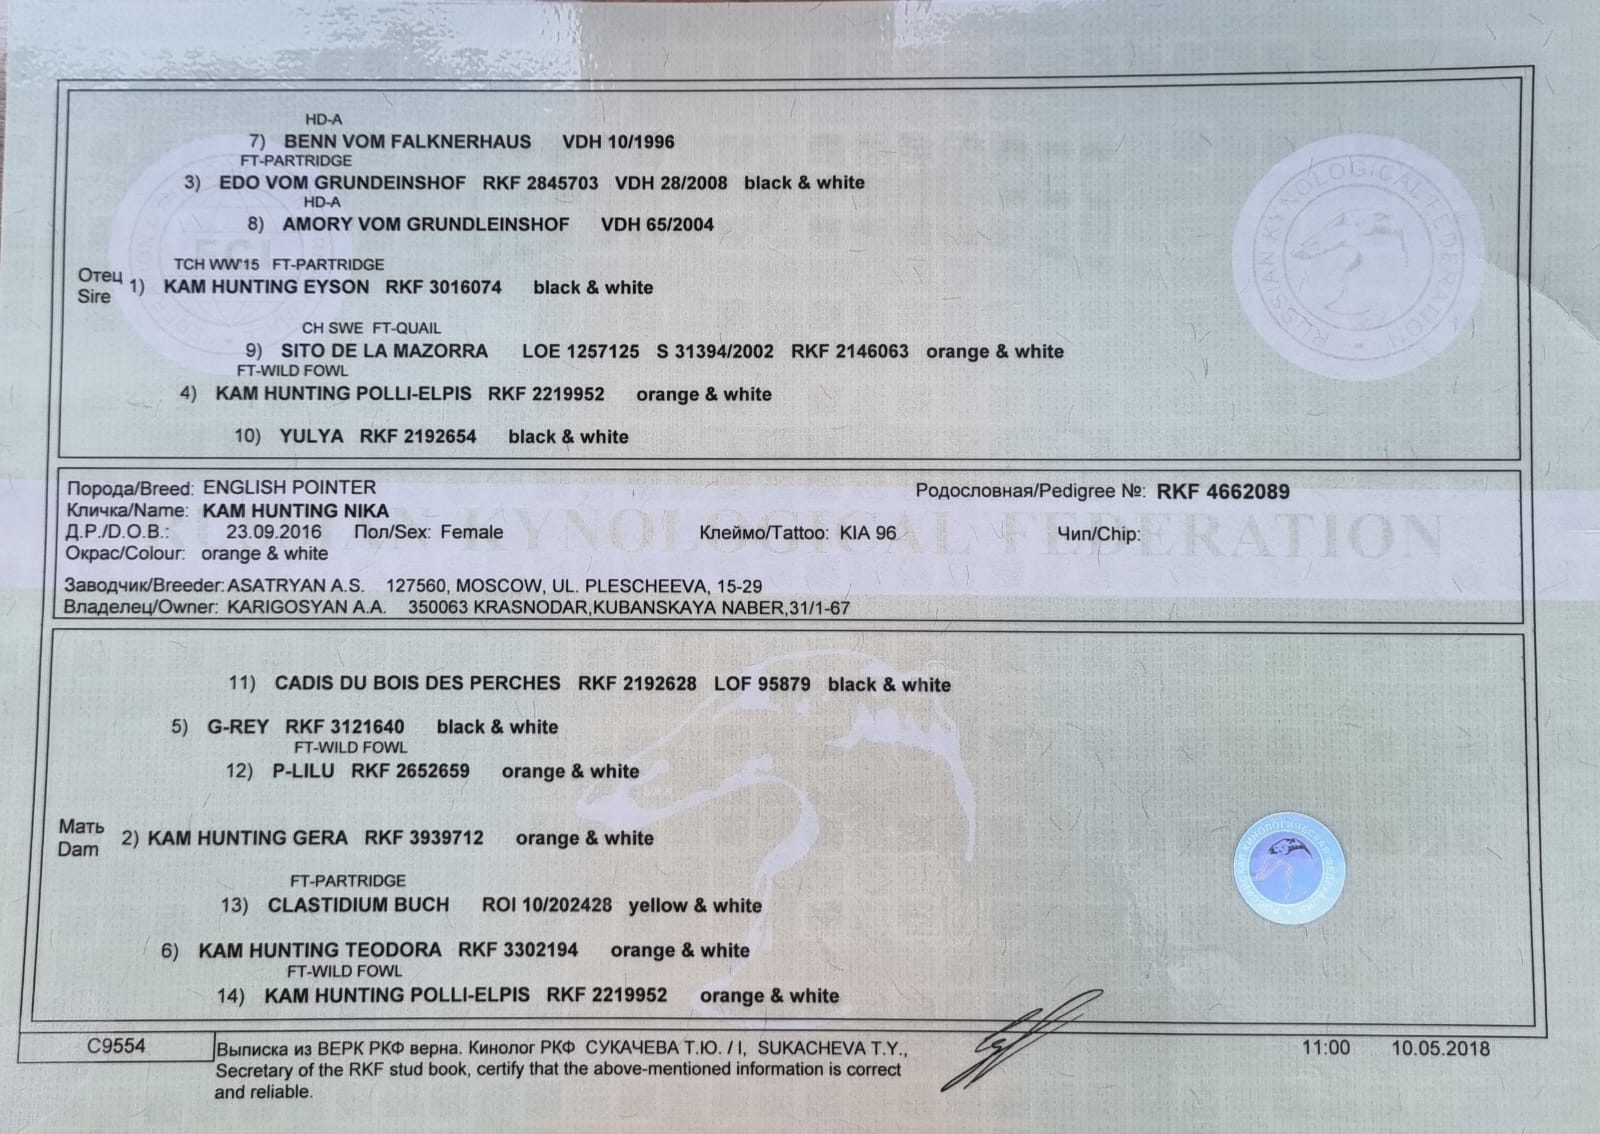 HD-A
7) BENN VOM FALKNERHAUS VDH 10/1996
FT-PARTRIDGE
3) EDO VOM GRUNDEINSHOF RKF 2845703 VDH 28/2008 black & white
HD-A
8) AMORY VOM GRUNDLEINSHOF VDH 65/2004
TCH WW'15 FT-PARTRIDGE
Отец
Sire
1) KAM HUNTING EYSON RKF 3016074 black & white
CH SWE FT-QUAIL
9) SITO DE LA MAZORRA LOE 1257125 S 31394/2002 RKF 2146063 orange & white
FT-WILD FOWL
4) KAM HUNTING POLLI-ELPIS RKF 2219952 orange & white
10) YULYA RKF 2192654 black & white
RUSSIAN KYNOLOGICAL FEDERATION
Порода/Breed: ENGLISH POINTER Родословная/Pedigree №: RKF 4662089
Кличка/Name: KAM HUNTING NIKA
Д.Р./D.O.B.: 23.09.2016 Пол/Sex: Female Клеймо/Tattoo: KIA 96 Чип/Chip:
Окрас/Colour: orange & white
KYNOLOGICAL FEDERATION
Заводчик/Breeder: ASATRYAN A.S. 127560, MOSCOW, UL. PLESCHEEVA, 15-29
Владелец/Owner: KARIGOSYAN A.A. 350063 KRASNODAR,KUBANSKAYA NABER,31/1-67
11) CADIS DU BOIS DES PERCHES RKF 2192628 LOF 95879 black & white
5) G-REY RKF 3121640 black & white
FT-WILD FOWL
12) P-LILU RKF 2652659 orange & white
Мать
Dam
2) KAM HUNTING GERA RKF 3939712 orange & white
FT-PARTRIDGE
13) CLASTIDIUM BUCH ROI 10/202428 yellow & white
6) KAM HUNTING TEODORA RKF 3302194 orange & white
FT-WILD FOWL
14) KAM HUNTING POLLI-ELPIS RKF 2219952 orange & white
РОССИЙСКАЯ КИНОЛОГИЧЕСКАЯ ФЕДЕРАЦИЯ
C9554
Выписка из ВЕРК РКФ верна. Кинолог РКФ СУКАЧЕВА Т.Ю. / I, SUKACHEVA T.Y.,
Secretary of the RKF stud book, certify that the above-mentioned information is correct
and reliable.
11:00 10.05.2018